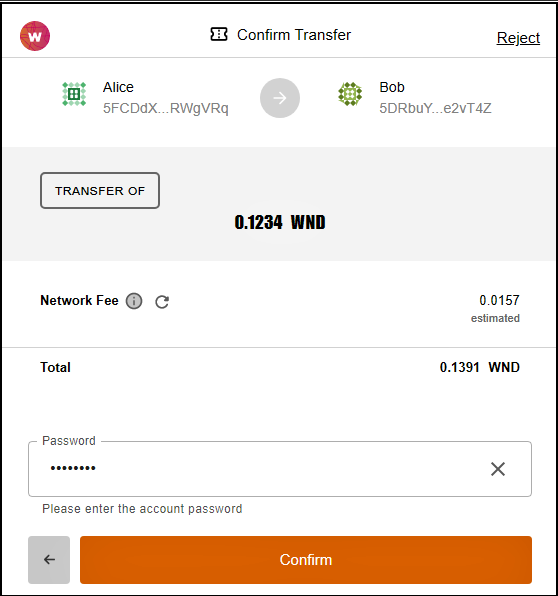 w
Confirm Transfer
Reject
Alice
5FCDdX...RWgVRq
Bob
5DRbuY...e2vT4Z
TRANSFER OF
0.1234 WND
Network Fee
0.0157
estimated
Total
0.1391 WND
Password
••••••••
Please enter the account password
Confirm